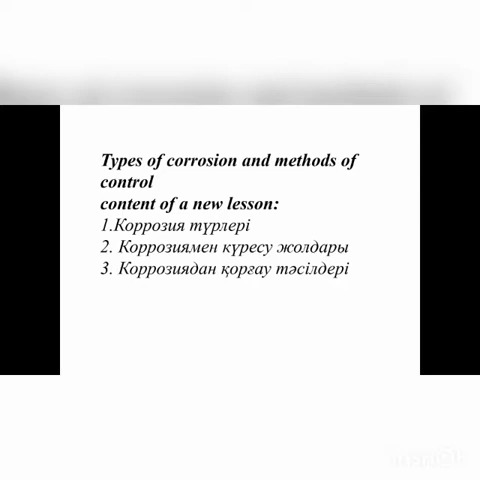 Types of corrosion and methods of
control
content of a new lesson:
1.Коррозия түрлері
2. Коррозиямен күресу жолдары
3. Коррозиядан қорғау тәсілдері